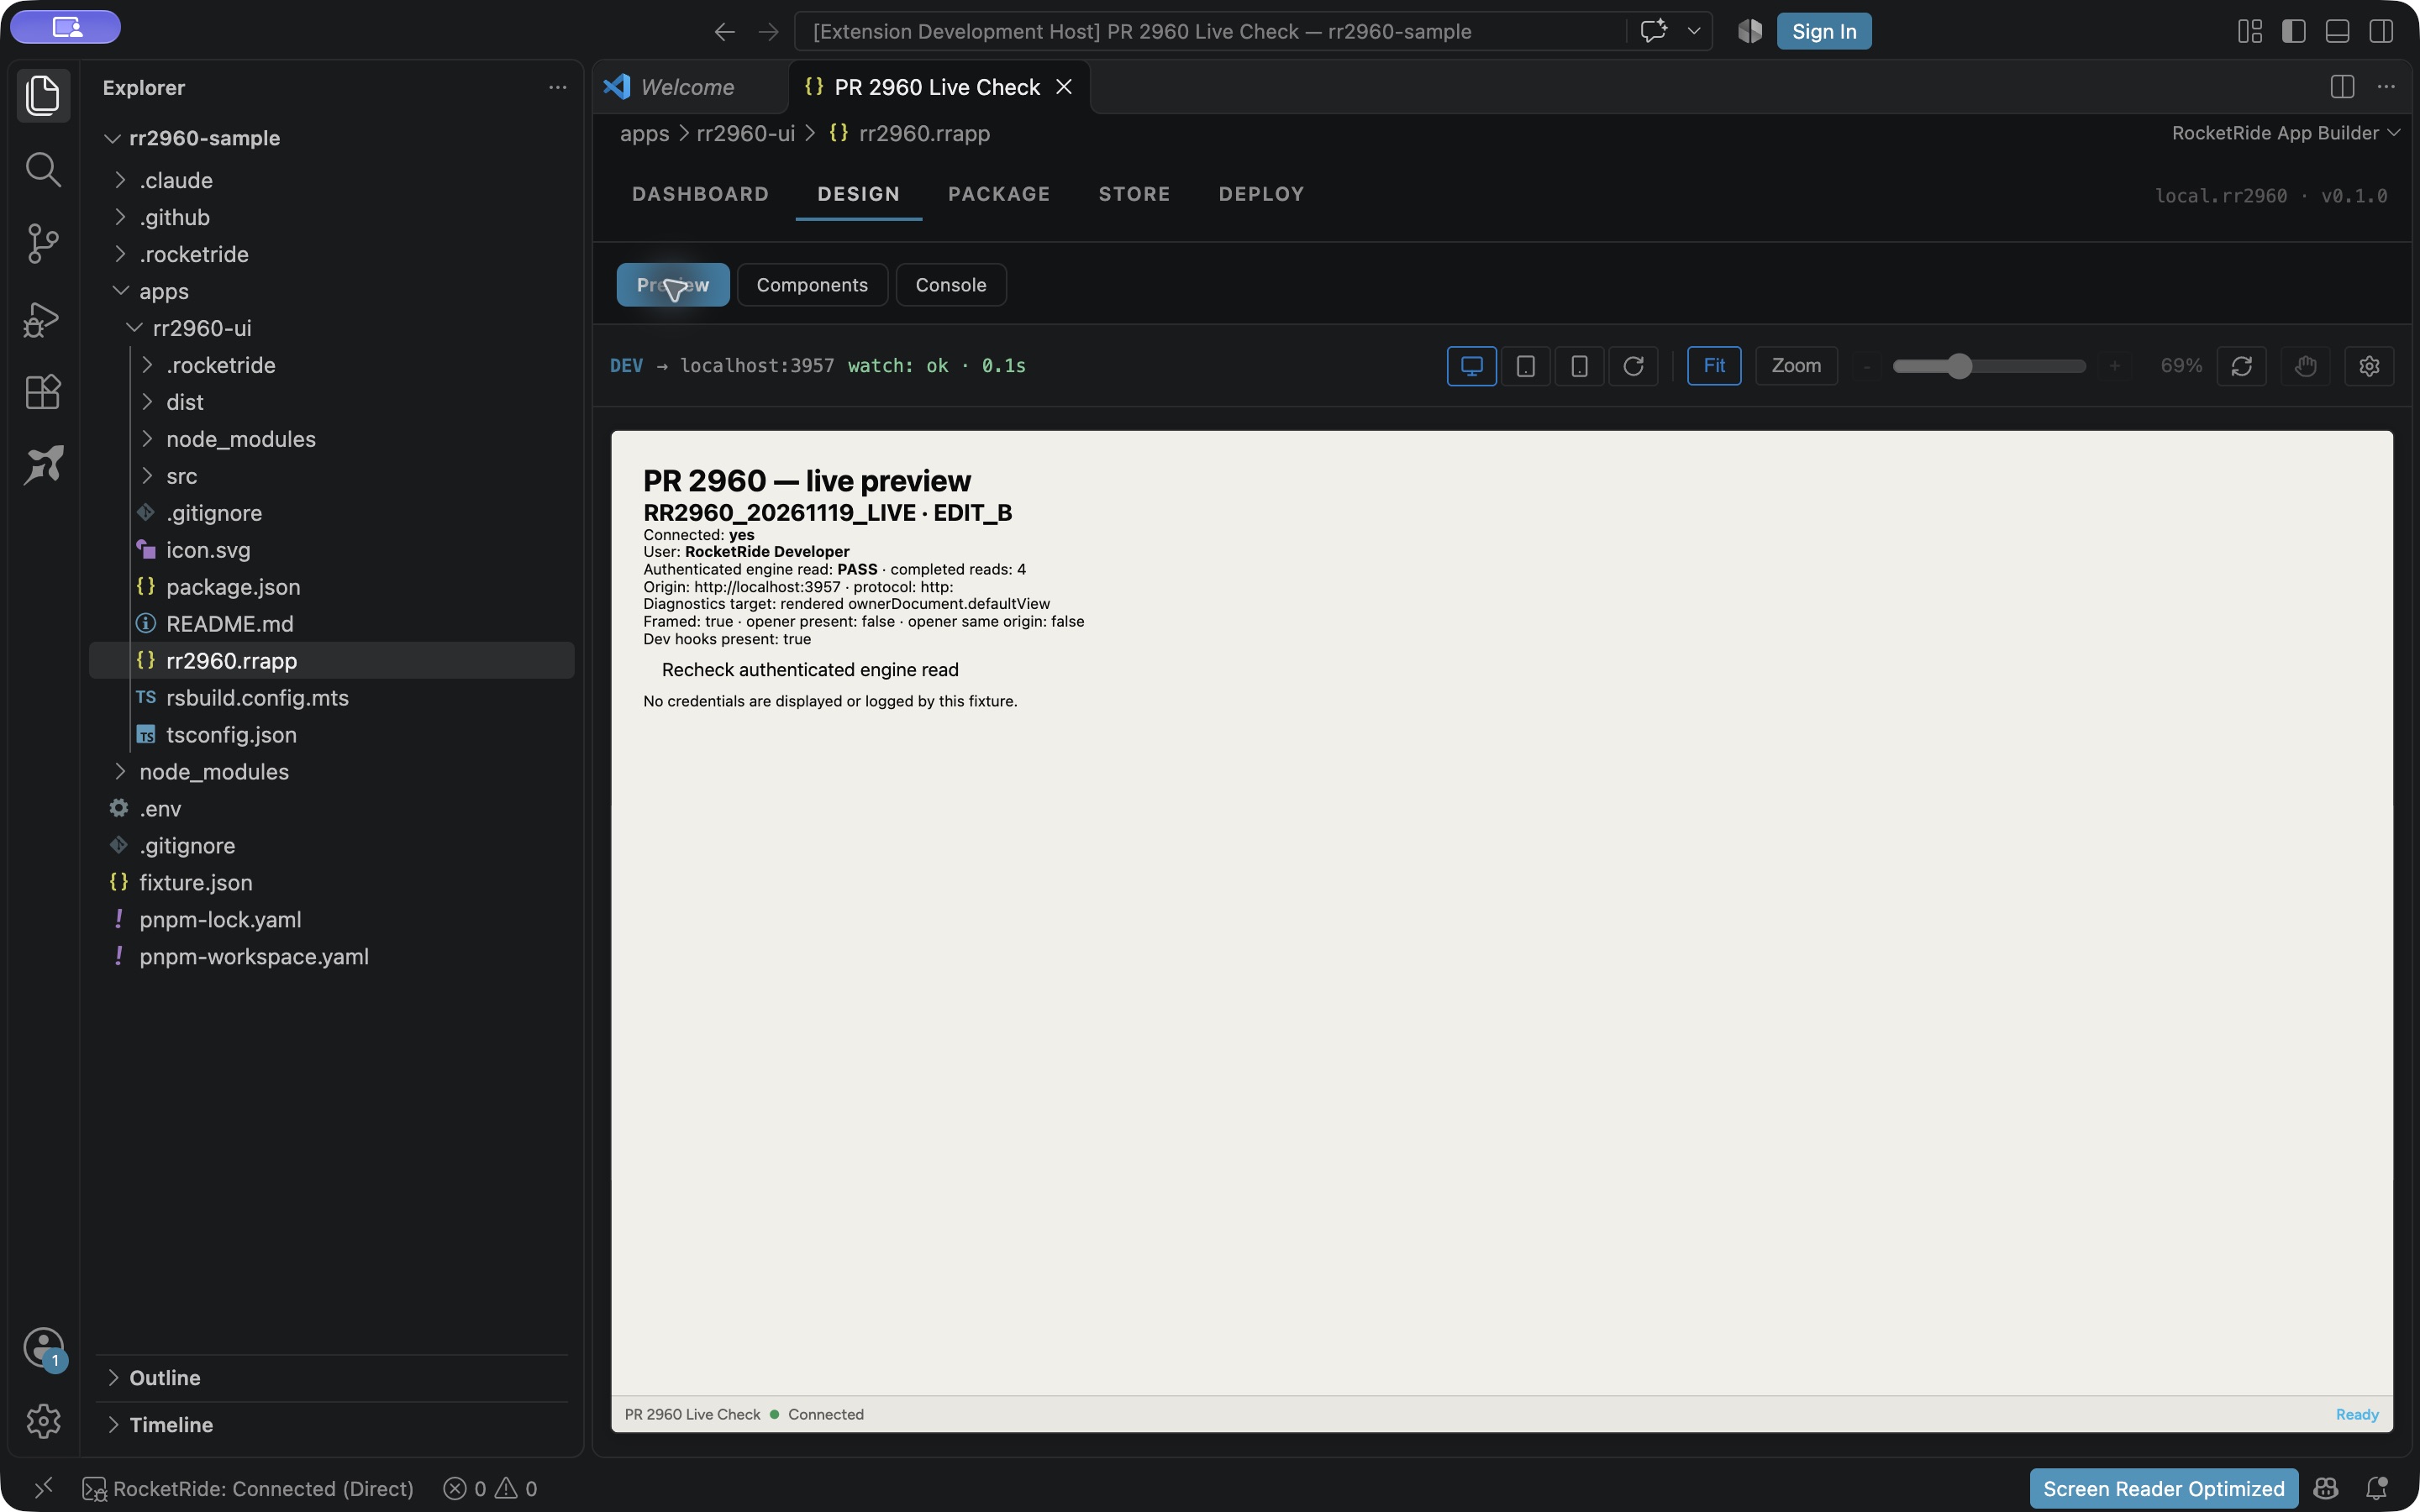 [Extension Development Host] PR 2960 Live Check — rr2960-sample
Sign In
Explorer
rr2960-sample
.claude
.github
.rocketride
apps
rr2960-ui
.rocketride
dist
node_modules
src
.gitignore
icon.svg
package.json
README.md
rr2960.rrapp
rsbuild.config.mts
tsconfig.json
node_modules
.env
.gitignore
fixture.json
pnpm-lock.yaml
pnpm-workspace.yaml
Outline
Timeline
1
Welcome
PR 2960 Live Check
apps > rr2960-ui > {} rr2960.rrapp
RocketRide App Builder
DASHBOARD DESIGN PACKAGE STORE DEPLOY
local.rr2960 · v0.1.0
Preview Components Console
DEV → localhost:3957 watch: ok · 0.1s
Fit Zoom - + 69%
PR 2960 — live preview
RR2960_20261119_LIVE · EDIT_B
Connected: yes
User: RocketRide Developer
Authenticated engine read: PASS · completed reads: 4
Origin: http://localhost:3957 · protocol: http:
Diagnostics target: rendered ownerDocument.defaultView
Framed: true · opener present: false · opener same origin: false
Dev hooks present: true
Recheck authenticated engine read
No credentials are displayed or logged by this fixture.
PR 2960 Live Check ● Connected
Ready
RocketRide: Connected (Direct) 0 0
Screen Reader Optimized